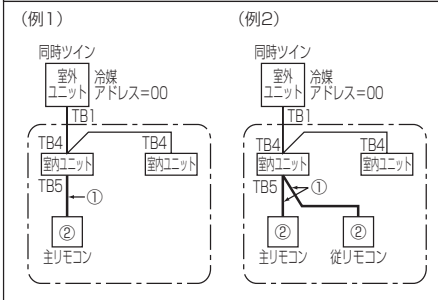 (例1)
同時ツイン
室外
ユニット
冷媒
アドレス=00
TB1
TB4
TB4
室内ユニット
室内ユニット
TB5
①
②
主リモコン
(例2)
同時ツイン
室外
ユニット
冷媒
アドレス=00
TB1
TB4
TB4
室内ユニット
室内ユニット
TB5
①
②
②
主リモコン
従リモコン